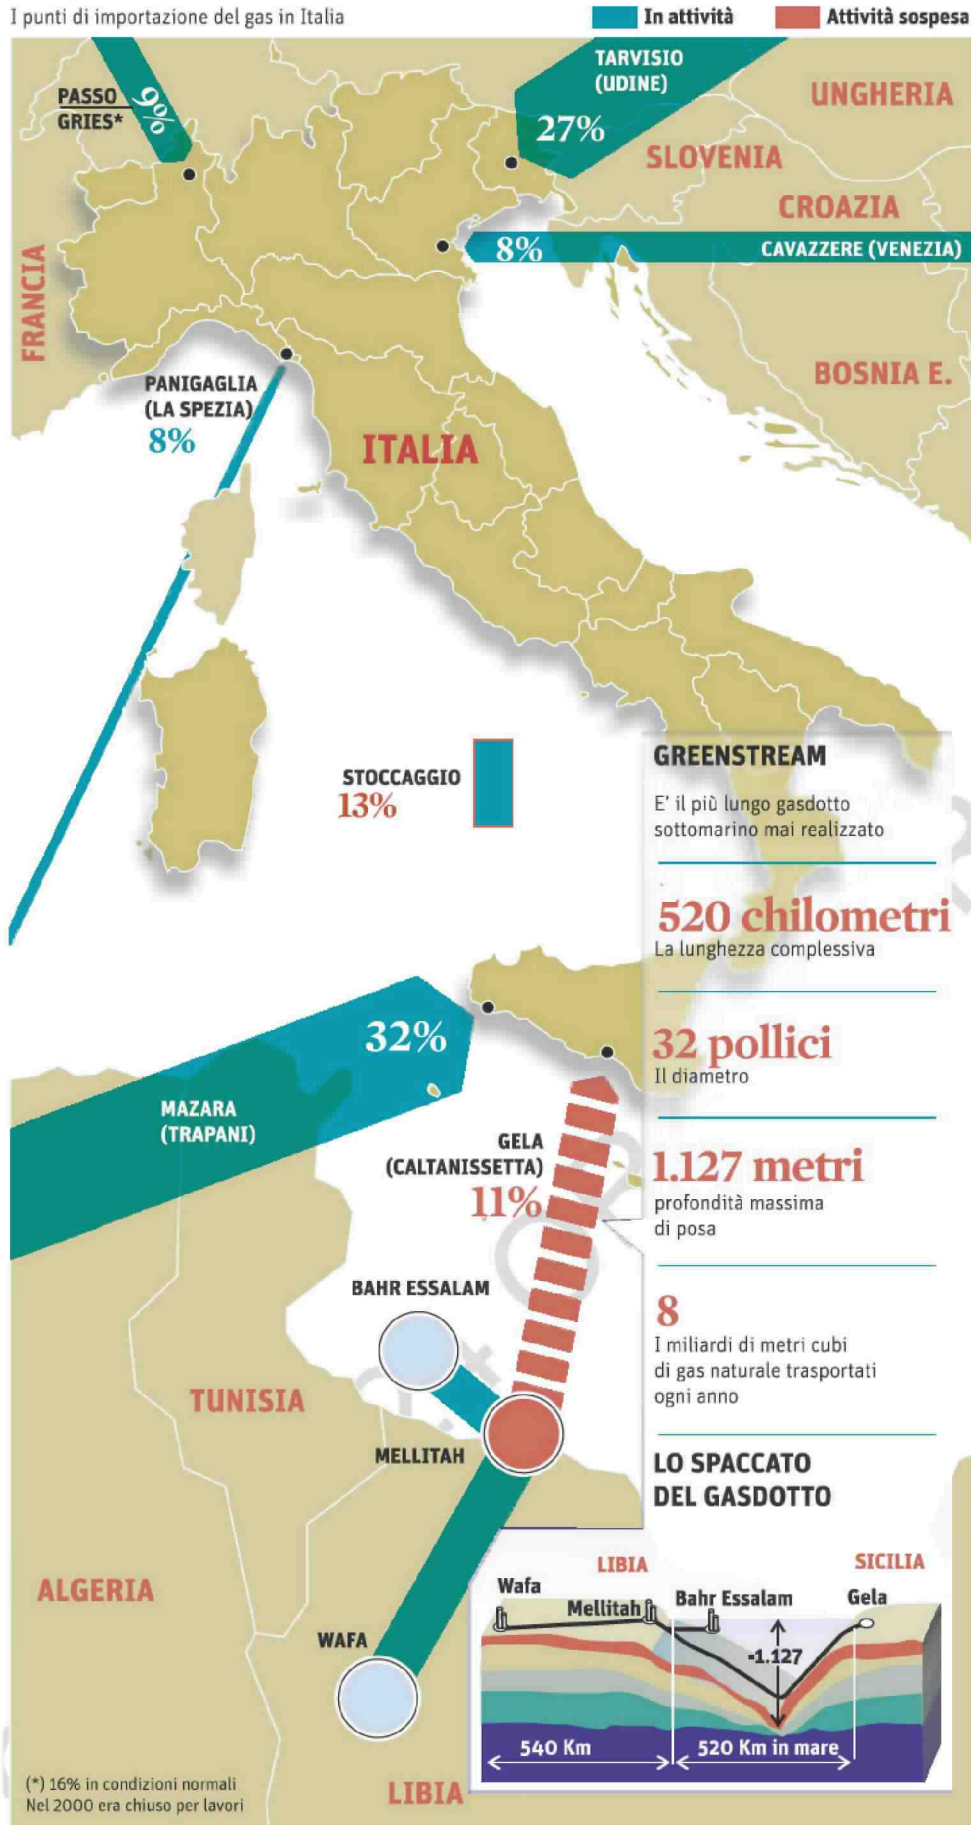 I punti di importazione del gas in Italia
In attività
Attività sospesa
PASSO
GRIES*
9%
TARVISIO
(UDINE)
27%
UNGHERIA
SLOVENIA
CROAZIA
8%
CAVAZZERE (VENEZIA)
FRANCIA
BOSNIA E.
PANIGAGLIA
(LA SPEZIA)
8%
ITALIA
STOCCAGGIO
13%
GREENSTREAM
E' il più lungo gasdotto
sottomarino mai realizzato
520 chilometri
La lunghezza complessiva
32 pollici
Il diametro
1.127 metri
profondità massima
di posa
8
I miliardi di metri cubi
di gas naturale trasportati
ogni anno
32%
MAZARA
(TRAPANI)
GELA
(CALTANISSETTA)
11%
BAHR ESSALAM
TUNISIA
MELLITAH
ALGERIA
WAFA
LIBIA
LO SPACCATO
DEL GASDOTTO
LIBIA
SICILIA
Wafa
Mellitah
Bahr Essalam
Gela
-1.127
540 Km
520 Km in mare
(*) 16% in condizioni normali
Nel 2000 era chiuso per lavori